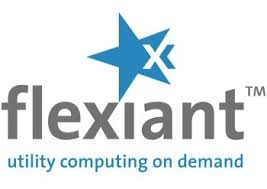 x
flexiant™
utility computing on demand